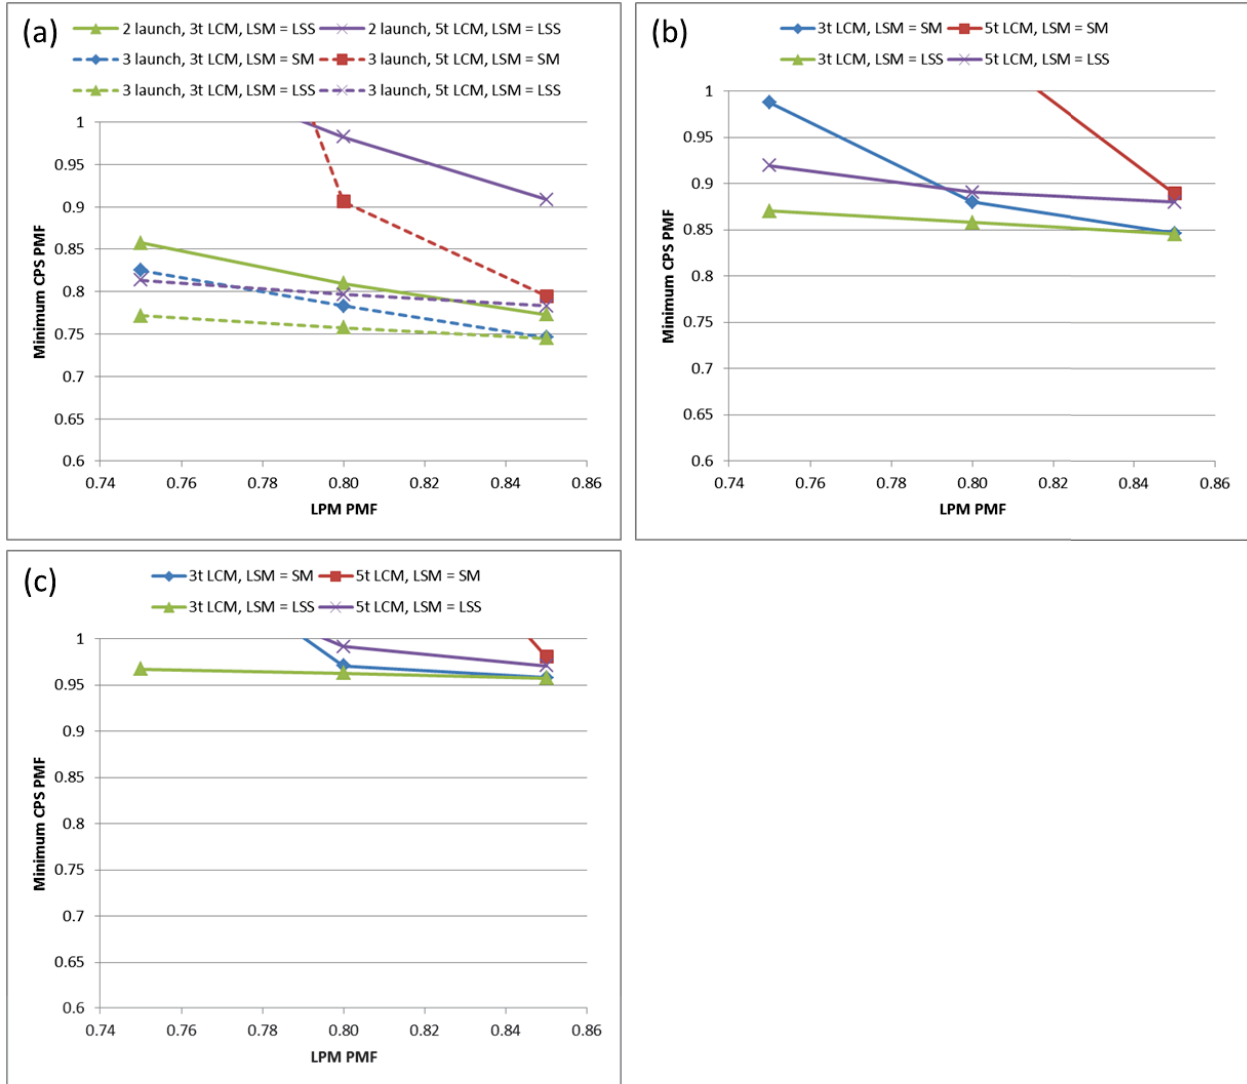 (a)
2 launch, 3t LCM, LSM = LSS 2 launch, 5t LCM, LSM = LSS
3 launch, 3t LCM, LSM = SM 3 launch, 5t LCM, LSM = SM
3 launch, 3t LCM, LSM = LSS 3 launch, 5t LCM, LSM = LSS
1
0.95
0.9
0.85
0.8
0.75
0.7
0.65
0.6
Minimum CPS PMF
0.74 0.76 0.78 0.80 0.82 0.84 0.86
LPM PMF
(b)
3t LCM, LSM = SM 5t LCM, LSM = SM
3t LCM, LSM = LSS 5t LCM, LSM = LSS
1
0.95
0.9
0.85
0.8
0.75
0.7
0.65
0.6
Minimum CPS PMF
0.74 0.76 0.78 0.80 0.82 0.84 0.86
LPM PMF
(c)
3t LCM, LSM = SM 5t LCM, LSM = SM
3t LCM, LSM = LSS 5t LCM, LSM = LSS
1
0.95
0.9
0.85
0.8
0.75
0.7
0.65
0.6
Minimum CPS PMF
0.74 0.76 0.78 0.80 0.82 0.84 0.86
LPM PMF